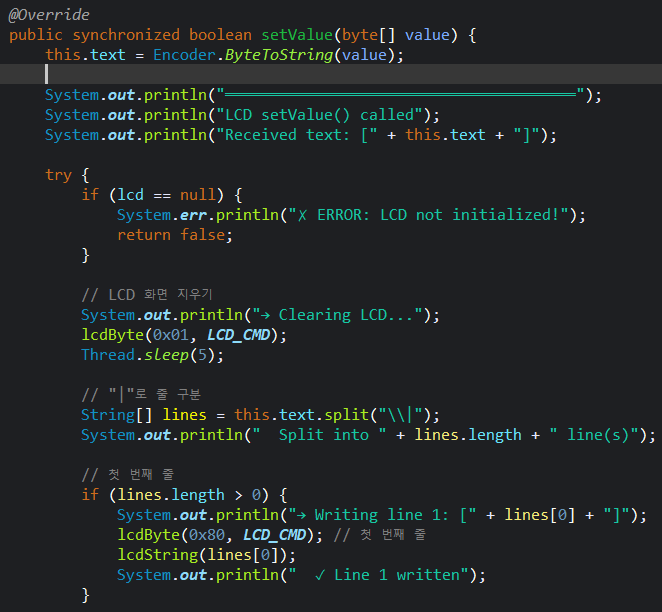 @Override
public synchronized boolean setValue(byte[] value) {
    this.text = Encoder.ByteToString(value);

    System.out.println("═══════════════════════════════════════");
    System.out.println("LCD setValue() called");
    System.out.println("Received text: [" + this.text + "]");

    try {
        if (lcd == null) {
            System.err.println("✗ ERROR: LCD not initialized!");
            return false;
        }

        // LCD 화면 지우기
        System.out.println("→ Clearing LCD...");
        lcdByte(0x01, LCD_CMD);
        Thread.sleep(5);

        // "|"로 줄 구분
        String[] lines = this.text.split("\\|");
        System.out.println("  Split into " + lines.length + " line(s)");

        // 첫 번째 줄
        if (lines.length > 0) {
            System.out.println("→ Writing line 1: [" + lines[0] + "]");
            lcdByte(0x80, LCD_CMD); // 첫 번째 줄
            lcdString(lines[0]);
            System.out.println("  ✓ Line 1 written");
        }